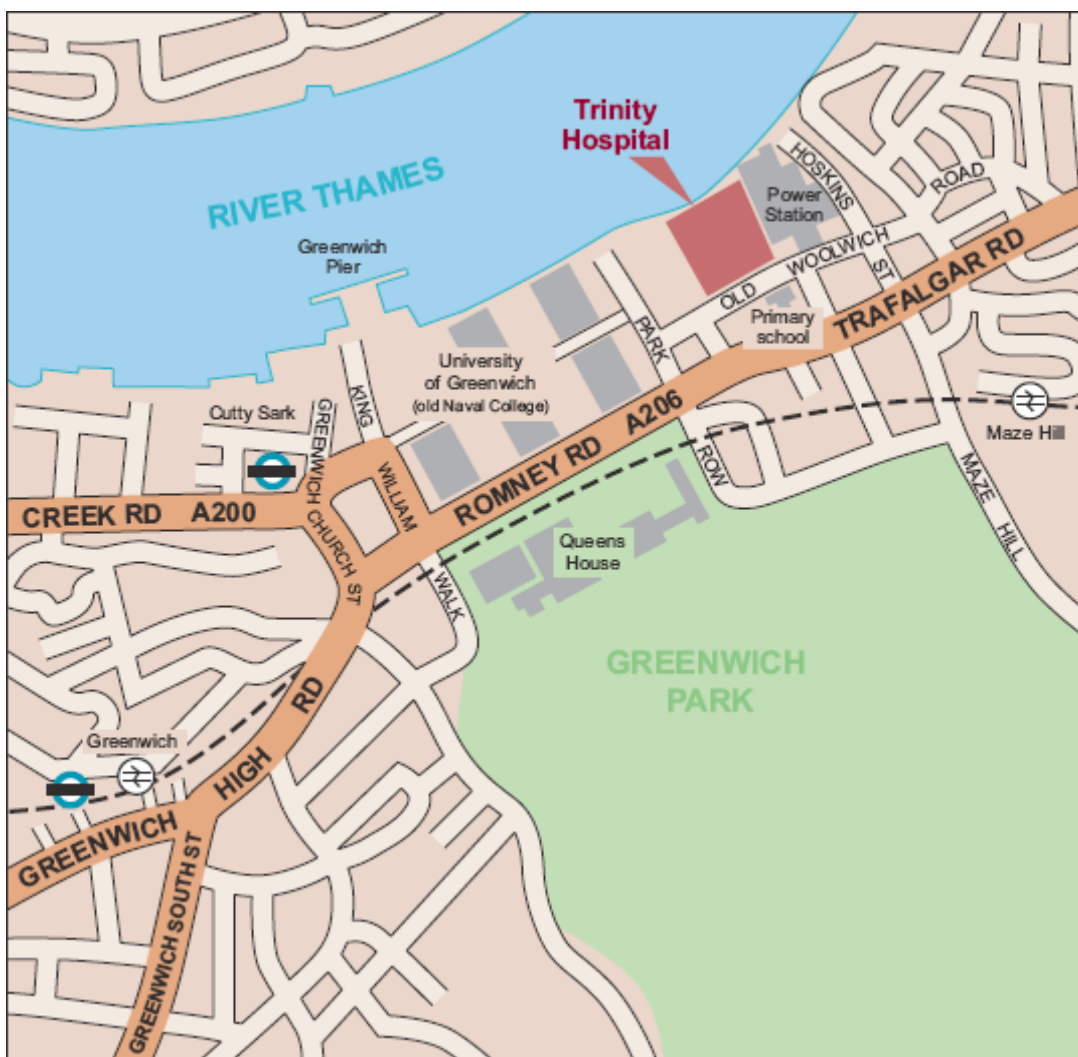 Trinity
Hospital
RIVER THAMES
HOSKINS ST
ROAD
Power
Station
Greenwich
Pier
OLD WOOLWICH
TRAFALGAR RD
PARK
Primary
school
University
of Greenwich
(old Naval College)
KING
Cutty Sark
GREENWICH CHURCH ST
ROMNEY RD A206
Maze Hill
CREEK RD A200
WILLIAM
ROW
MAZE HILL
Queens
House
WALK
GREENWICH
PARK
Greenwich
GREENWICH HIGH RD
GREENWICH SOUTH ST